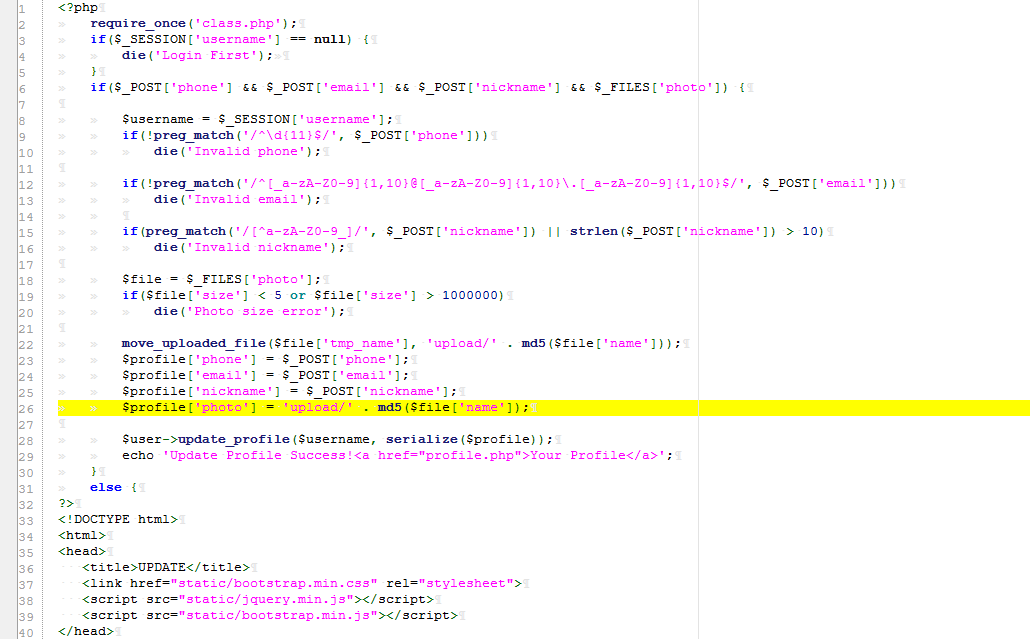 1 <?php
2 require_once('class.php');
3 if($_SESSION['username'] == null) {
4 die('Login First');
5 }
6 if($_POST['phone'] && $_POST['email'] && $_POST['nickname'] && $_FILES['photo']) {
7
8 $username = $_SESSION['username'];
9 if(!preg_match('/^\d{11}$/', $_POST['phone']))
10 die('Invalid phone');
11
12 if(!preg_match('/^[_a-zA-Z0-9]{1,10}@[_a-zA-Z0-9]{1,10}\.[_a-zA-Z0-9]{1,10}$/', $_POST['email']))
13 die('Invalid email');
14
15 if(preg_match('/[^a-zA-Z0-9_]/', $_POST['nickname']) || strlen($_POST['nickname']) > 10)
16 die('Invalid nickname');
17
18 $file = $_FILES['photo'];
19 if($file['size'] < 5 or $file['size'] > 1000000)
20 die('Photo size error');
21
22 move_uploaded_file($file['tmp_name'], 'upload/' . md5($file['name']));
23 $profile['phone'] = $_POST['phone'];
24 $profile['email'] = $_POST['email'];
25 $profile['nickname'] = $_POST['nickname'];
26 $profile['photo'] = 'upload/' . md5($file['name']);
27
28 $user->update_profile($username, serialize($profile));
29 echo 'Update Profile Success!<a href="profile.php">Your Profile</a>';
30 }
31 else {
32 ?>
33 <!DOCTYPE html>
34 <html>
35 <head>
36 <title>UPDATE</title>
37 <link href="static/bootstrap.min.css" rel="stylesheet">
38 <script src="static/jquery.min.js"></script>
39 <script src="static/bootstrap.min.js"></script>
40 </head>